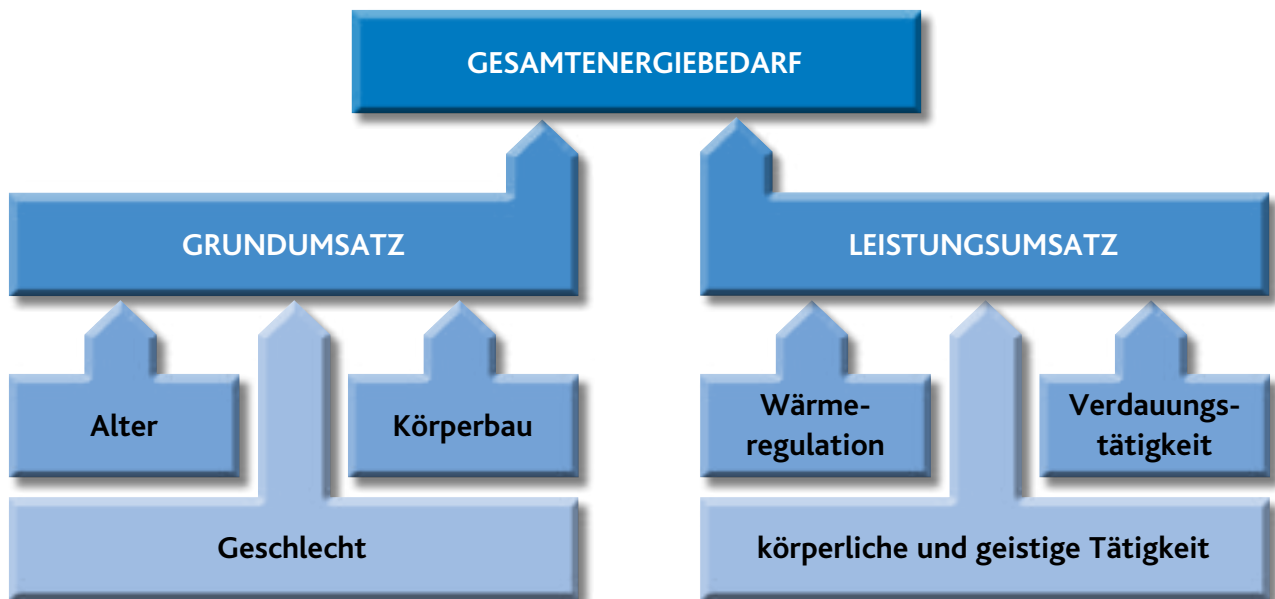 GESAMTENERGIEBEDARF
GRUNDUMSATZ
LEISTUNGSUMSATZ
Alter
Körperbau
Geschlecht
Wärme-
regulation
Verdauungs-
tätigkeit
körperliche und geistige Tätigkeit